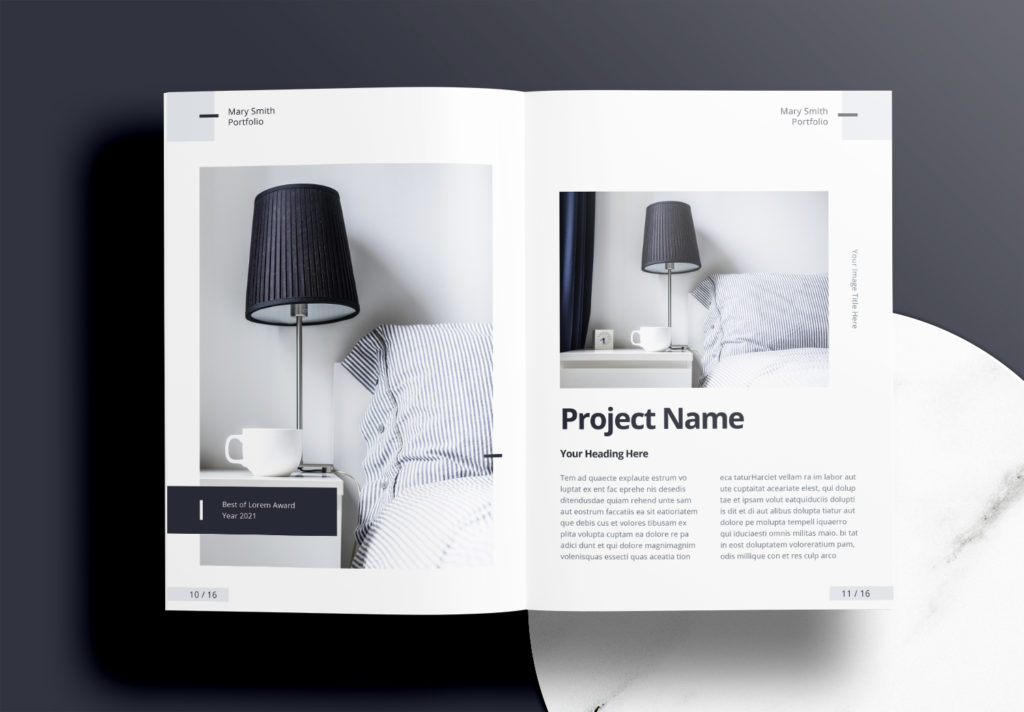 Mary Smith
Portfolio
Best of Lorem Award
Year 2021
10 / 16
Mary Smith
Portfolio
Your Image Title Here
Project Name
Your Heading Here
Tem ad quaecte explaute estrum vo
luptat ex ent fac eprehe nis desedis
ditendusdae quiam rehend unte sam
aut eostrum faccatiis ea sit eatioriatem
que debis cus et volores tibusam ex
plita volupta cuptam ea dolore re pa
adici dunt et qui dolore magnimagnim
volenisquas essecti quas aceatia tion
eca taturHarciet vellam ra im labor aut
ute cuptaitat aceariate elest, qui dolup
tae et ipsam volut eatquiduciis dolupti
is dit et di aut alibus dolupta tiatur aut
dolore pe molupta tempell iquaerro
qui iduciaesti omnis militas maio. bi tat
in eost doluptatem voloreratium pam,
odis millique con et res culp arco
11 / 16